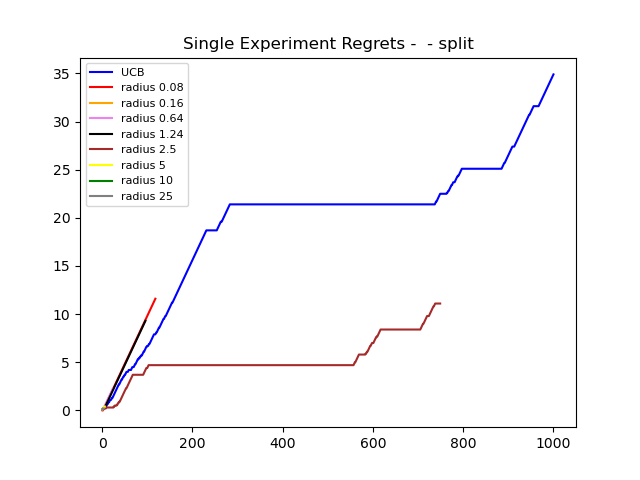 Single Experiment Regrets -  - split
UCB
radius 0.08
radius 0.16
radius 0.64
radius 1.24
radius 2.5
radius 5
radius 10
radius 25
35
30
25
20
15
10
5
0
0 200 400 600 800 1000